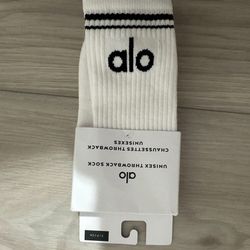 alo
UNISEX THROWBACK SOCK
CHAUSSETTES THROWBACK
UNISEXES
alo